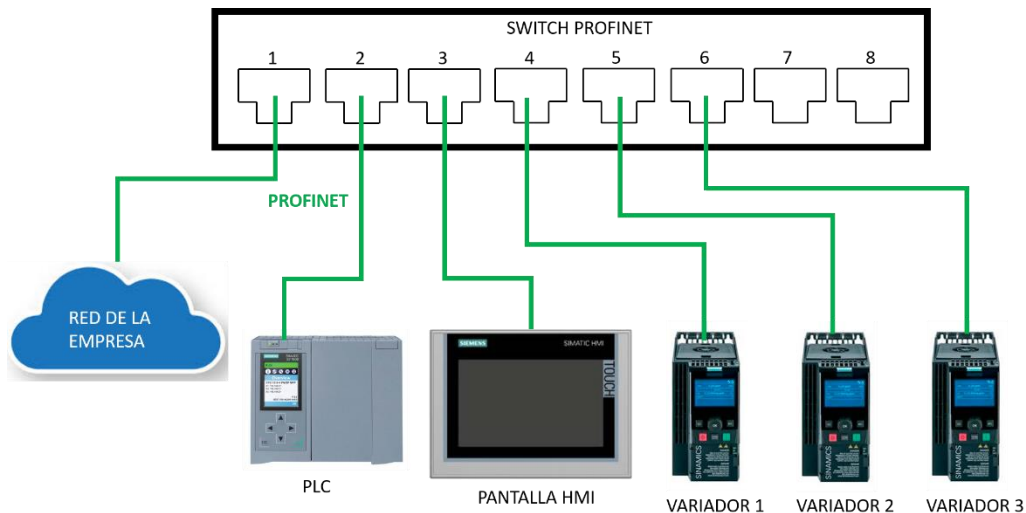 SWITCH PROFINET
1 2 3 4 5 6 7 8
PROFINET
RED DE LA
EMPRESA
SIEMENS
SIMATIC HMI
TOUCH
SINAMICS
SINAMICS
SINAMICS
PLC
PANTALLA HMI
VARIADOR 1
VARIADOR 2
VARIADOR 3